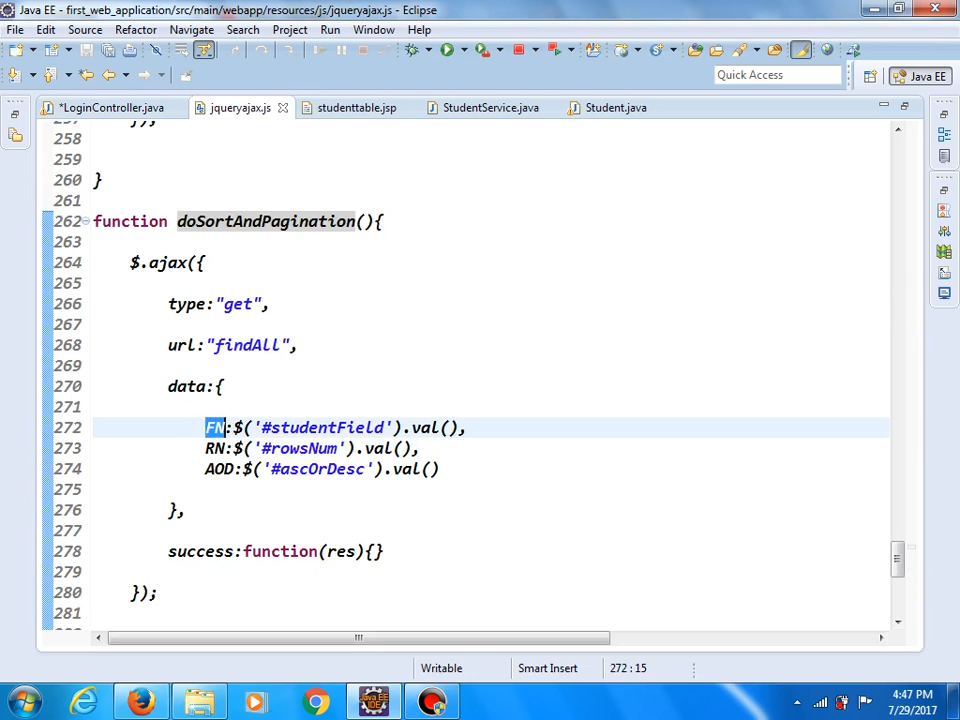 Java EE - first_web_application/src/main/webapp/resources/js/jqueryajax.js - Eclipse
File Edit Source Refactor Navigate Search Project Run Window Help
Quick Access
Java EE
*LoginController.java jqueryajax.js studenttable.jsp StudentService.java Student.java
257 });
258
259
260 }
261
262 function doSortAndPagination(){
263
264 $.ajax({
265
266 type:"get",
267
268 url:"findAll",
269
270 data:{
271
272 FN:$('#studentField').val(),
273 RN:$('#rowsNum').val(),
274 AOD:$('#ascOrDesc').val()
275
276 },
277
278 success:function(res){}
279
280 });
281
Writable Smart Insert 272 : 15
4:47 PM
7/29/2017